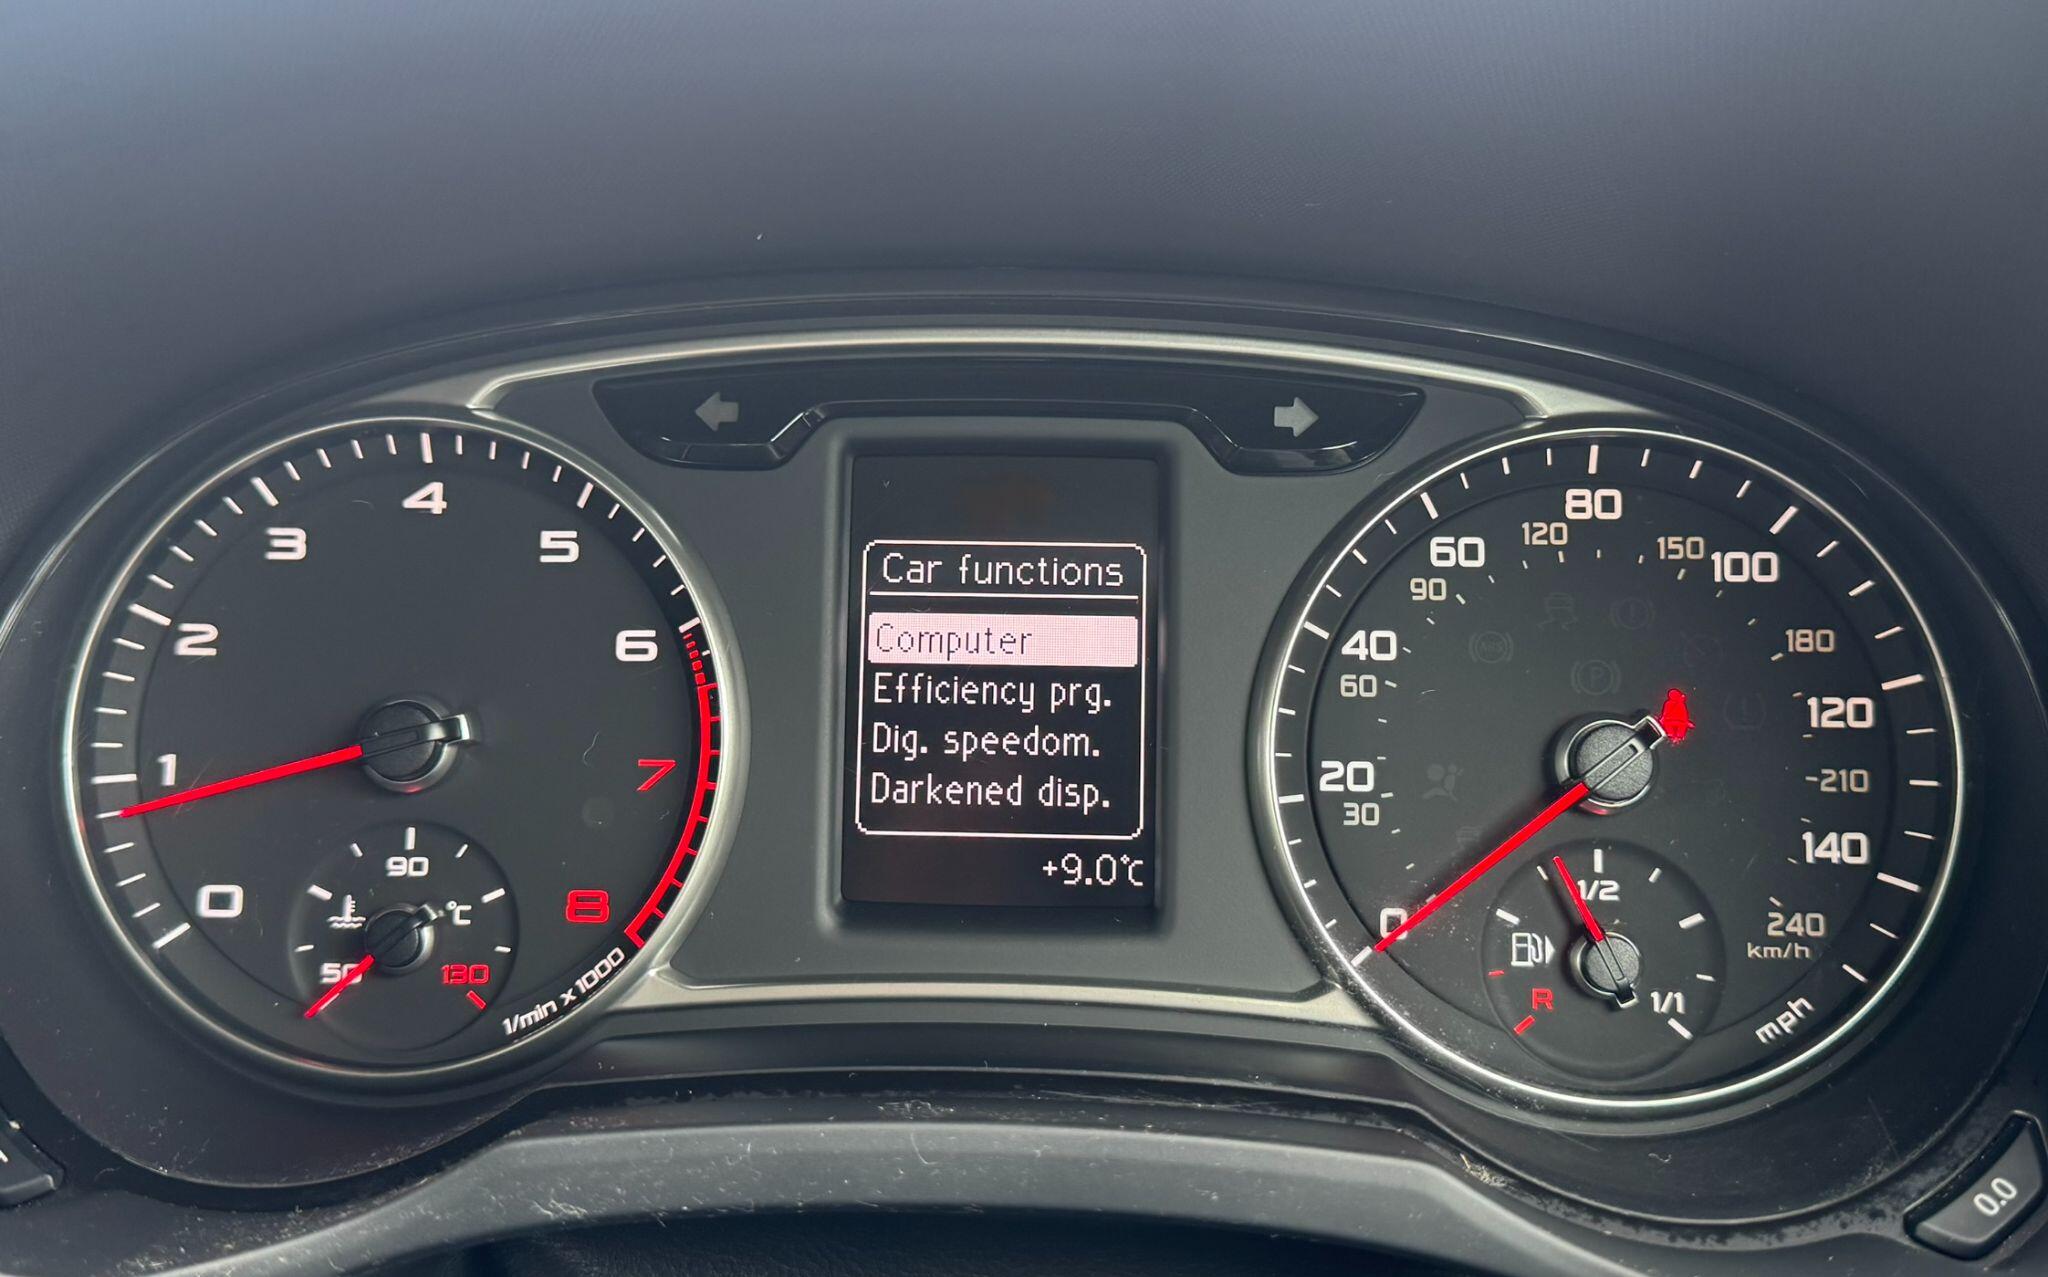 0
1
2
3
4
5
6
7
8
1/min x 1000
50
90
130
°C
Car functions
Computer
Efficiency prg.
Dig. speedom.
Darkened disp.
+9.0°C
0
20
40
60
80
100
120
140
mph
30
60
90
120
150
180
210
240
km/h
ABS
P
R
1/2
1/1
0.0